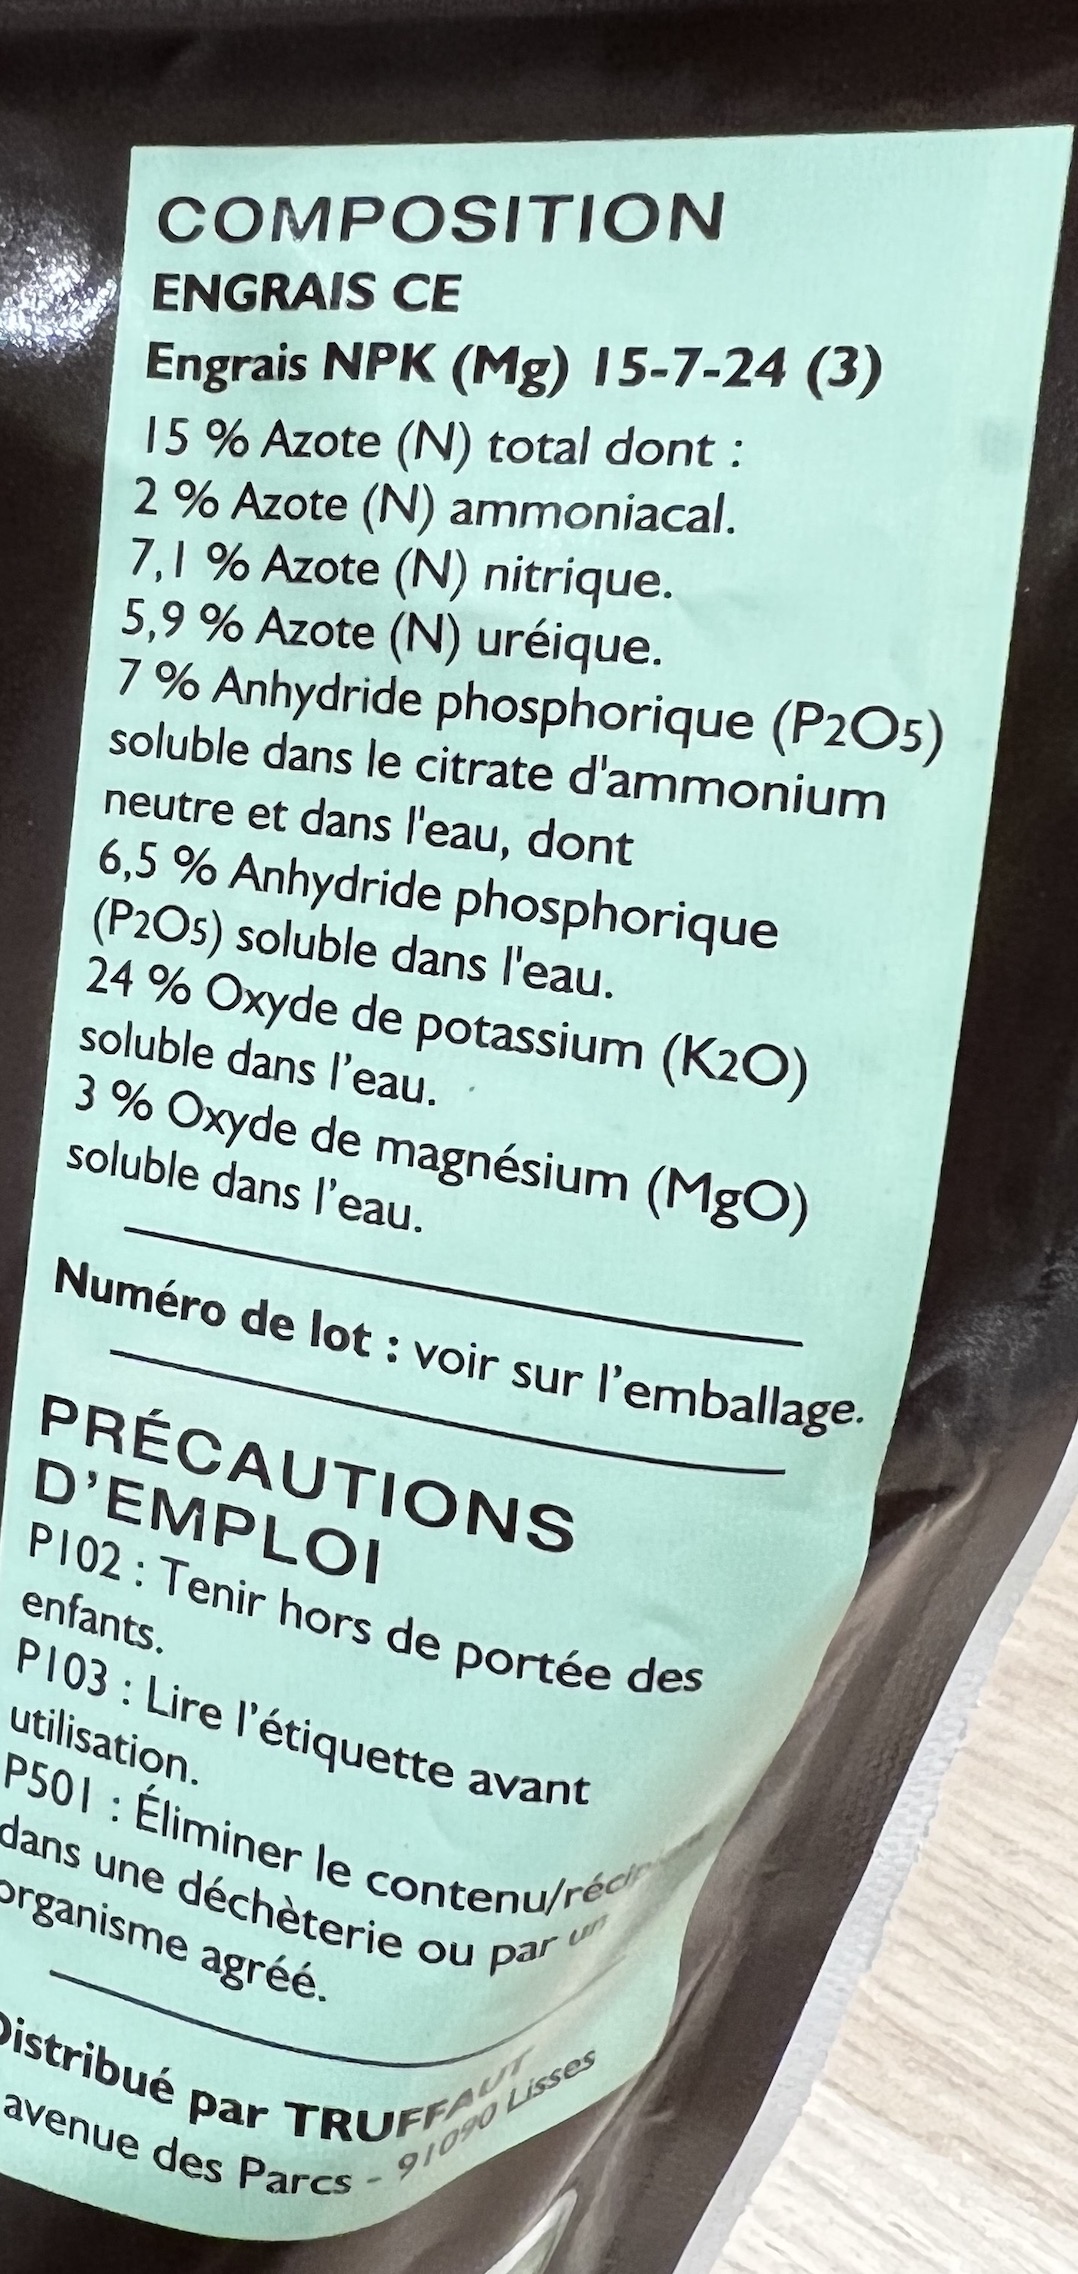 COMPOSITION
ENGRAIS CE
Engrais NPK (Mg) 15-7-24 (3)
15 % Azote (N) total dont :
2 % Azote (N) ammoniacal.
7,1 % Azote (N) nitrique.
5,9 % Azote (N) uréique.
7 % Anhydride phosphorique (P2O5)
soluble dans le citrate d'ammonium
neutre et dans l'eau, dont
6,5 % Anhydride phosphorique
(P2O5) soluble dans l'eau.
24 % Oxyde de potassium (K2O)
soluble dans l’eau.
3 % Oxyde de magnésium (MgO)
soluble dans l’eau.
Numéro de lot : voir sur l’emballage.
PRÉCAUTIONS
D’EMPLOI
P102 : Tenir hors de portée des
enfants.
P103 : Lire l’étiquette avant
utilisation.
P501 : Éliminer le contenu/
dans une déchèterie ou par un
organisme agréé.
Distribué par TRUFFAUT
avenue des Parcs - 91090 Lisses